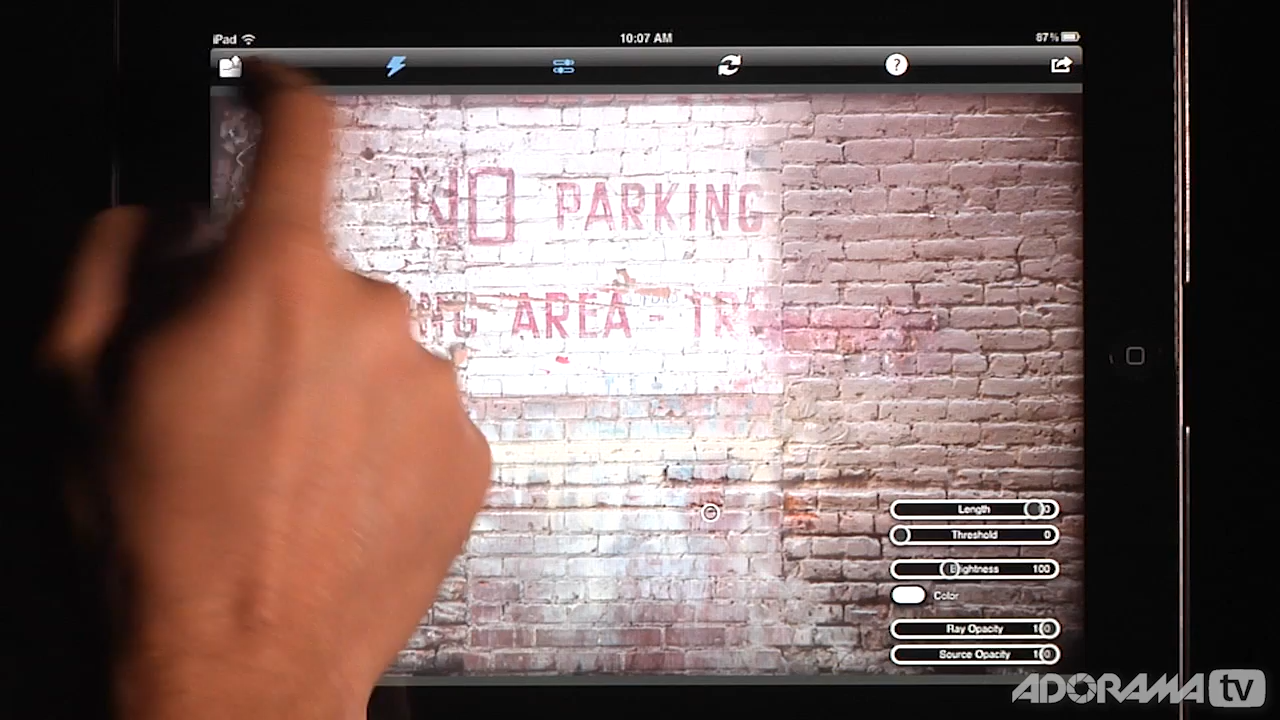 iPad
10:07 AM
87%
?
NO PARKING
AREA - TR
Length
Threshold 0
Brightness 100
Color
Ray Opacity
Source Opacity
ADORAMA tv